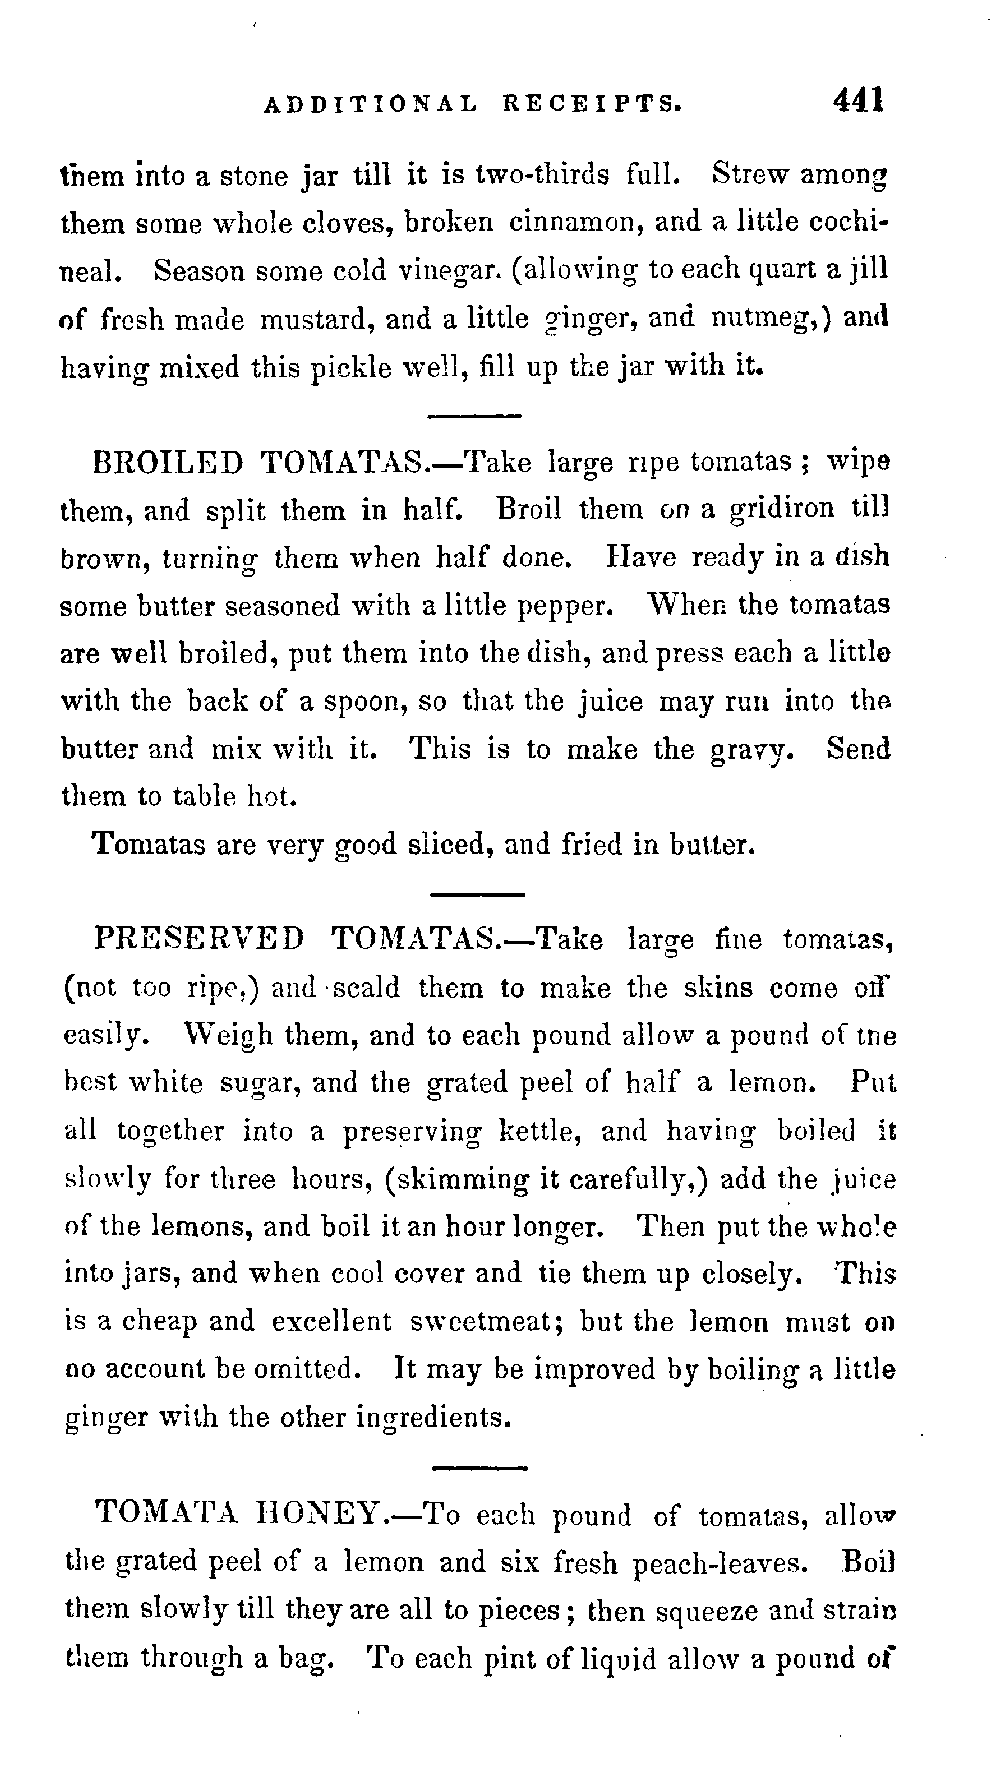 ADDITIONAL RECEIPTS. 441
them into a stone jar till it is two-thirds full. Strew among
them some whole cloves, broken cinnamon, and a little cochi-
neal. Season some cold vinegar. (allowing to each quart a jill
of fresh made mustard, and a little ginger, and nutmeg,) and
having mixed this pickle well, fill up the jar with it.
BROILED TOMATAS.—Take large ripe tomatas; wipe
them, and split them in half. Broil them on a gridiron till
brown, turning them when half done. Have ready in a dish
some butter seasoned with a little pepper. When the tomatas
are well broiled, put them into the dish, and press each a little
with the back of a spoon, so that the juice may run into the
butter and mix with it. This is to make the gravy. Send
them to table hot.
Tomatas are very good sliced, and fried in butter.
PRESERVED TOMATAS.—Take large fine tomatas,
(not too ripe,) and scald them to make the skins come off
easily. Weigh them, and to each pound allow a pound of the
best white sugar, and the grated peel of half a lemon. Put
all together into a preserving kettle, and having boiled it
slowly for three hours, (skimming it carefully,) add the juice
of the lemons, and boil it an hour longer. Then put the whole
into jars, and when cool cover and tie them up closely. This
is a cheap and excellent sweetmeat; but the lemon must on
no account be omitted. It may be improved by boiling a little
ginger with the other ingredients.
TOMATA HONEY.—To each pound of tomatas, allow
the grated peel of a lemon and six fresh peach-leaves. Boil
them slowly till they are all to pieces; then squeeze and strain
them through a bag. To each pint of liquid allow a pound of